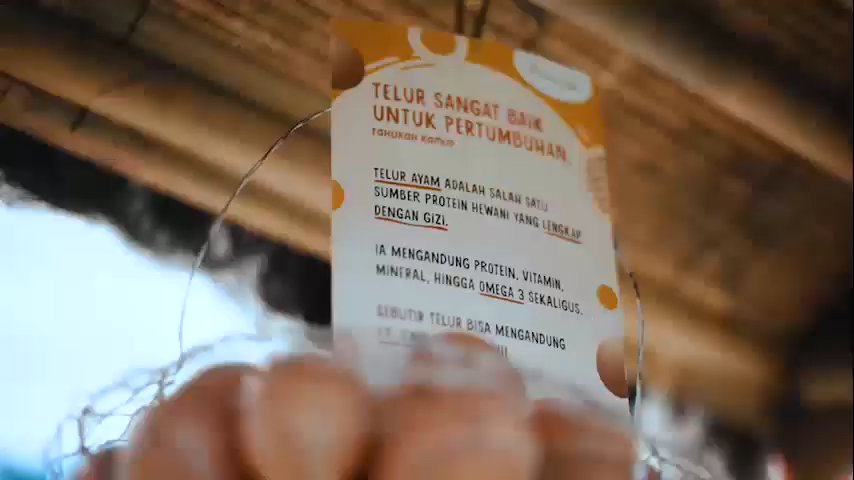 TELUR SANGAT BAIK
UNTUK PERTUMBUHAN.
TAHUKAH KAMU?
TELUR AYAM ADALAH SALAH SATU
SUMBER PROTEIN HEWANI YANG LENGKAP
DENGAN GIZI.
IA MENGANDUNG PROTEIN, VITAMIN,
MINERAL, HINGGA OMEGA 3 SEKALIGUS.
SEBUTIR TELUR BISA MENGANDUNG